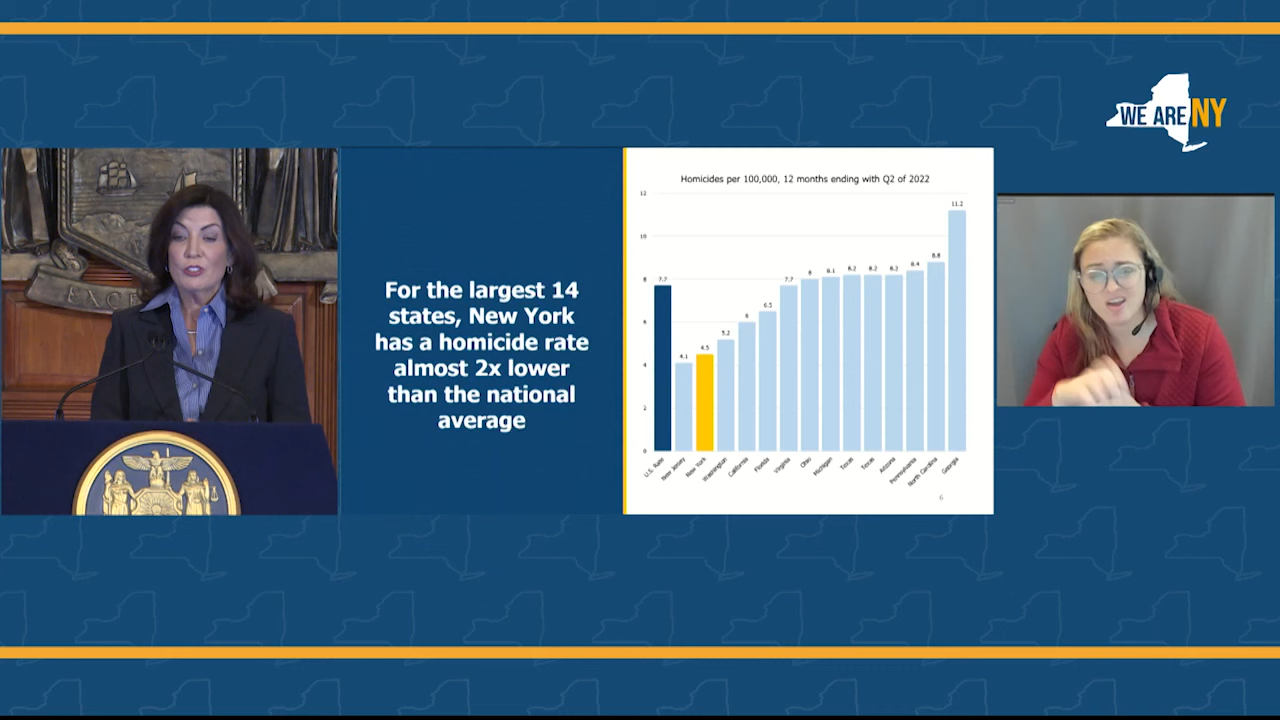 WE ARE NY
EXCE
For the largest 14
states, New York
has a homicide rate
almost 2x lower
than the national
average
Homicides per 100,000, 12 months ending with Q2 of 2022
12
10
8
6
4
2
0
7.7
4.1
4.5
5.2
6
6.5
7.7
8
8.1
8.2
8.2
8.2
8.4
8.8
11.2
U.S. Rate
New Jersey
New York
Washington
California
Florida
Virginia
Ohio
Michigan
Texas
Texas
Arizona
Pennsylvania
North Carolina
Georgia
6